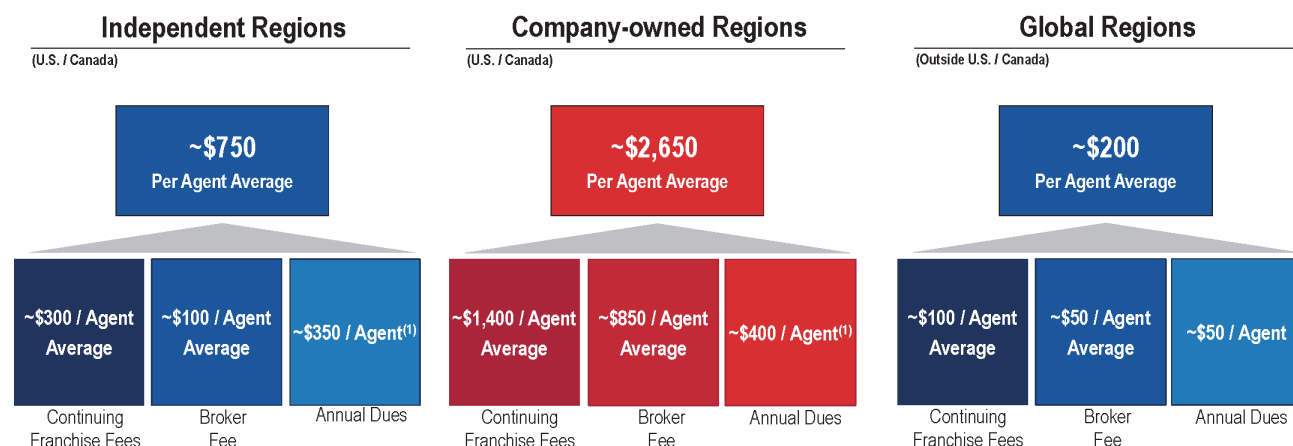 Independent Regions
(U.S. / Canada)
~$750
Per Agent Average
~$300 / Agent
Average
~$100 / Agent
Average
~$350 / Agent(1)
Continuing
Franchise Fees
Broker
Fee
Annual Dues
Company-owned Regions
(U.S. / Canada)
~$2,650
Per Agent Average
~$1,400 / Agent
Average
~$850 / Agent
Average
~$400 / Agent(1)
Continuing
Franchise Fees
Broker
Fee
Annual Dues
Global Regions
(Outside U.S. / Canada)
~$200
Per Agent Average
~$100 / Agent
Average
~$50 / Agent
Average
~$50 / Agent
Continuing
Franchise Fees
Broker
Fee
Annual Dues